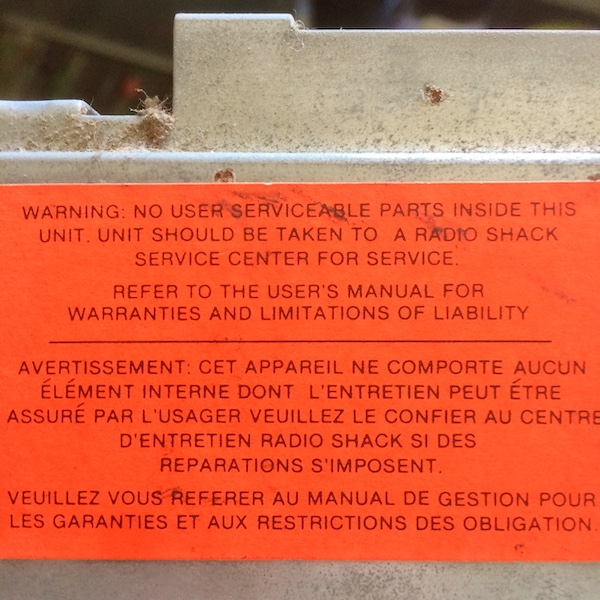 WARNING: NO USER SERVICEABLE PARTS INSIDE THIS
UNIT. UNIT SHOULD BE TAKEN TO A RADIO SHACK
SERVICE CENTER FOR SERVICE.
REFER TO THE USER'S MANUAL FOR
WARRANTIES AND LIMITATIONS OF LIABILITY
AVERTISSEMENT: CET APPAREIL NE COMPORTE AUCUN
ÉLÉMENT INTERNE DONT L'ENTRETIEN PEUT ÉTRE
ASSURÉ PAR L'USAGER VEUILLEZ LE CONFIER AU CENTRE
D'ENTRETIEN RADIO SHACK SI DES
REPARATIONS S'IMPOSENT.
VEUILLEZ VOUS REFERER AU MANUAL DE GESTION POUR
LES GARANTIES ET AUX RESTRICTIONS DES OBLIGATION.